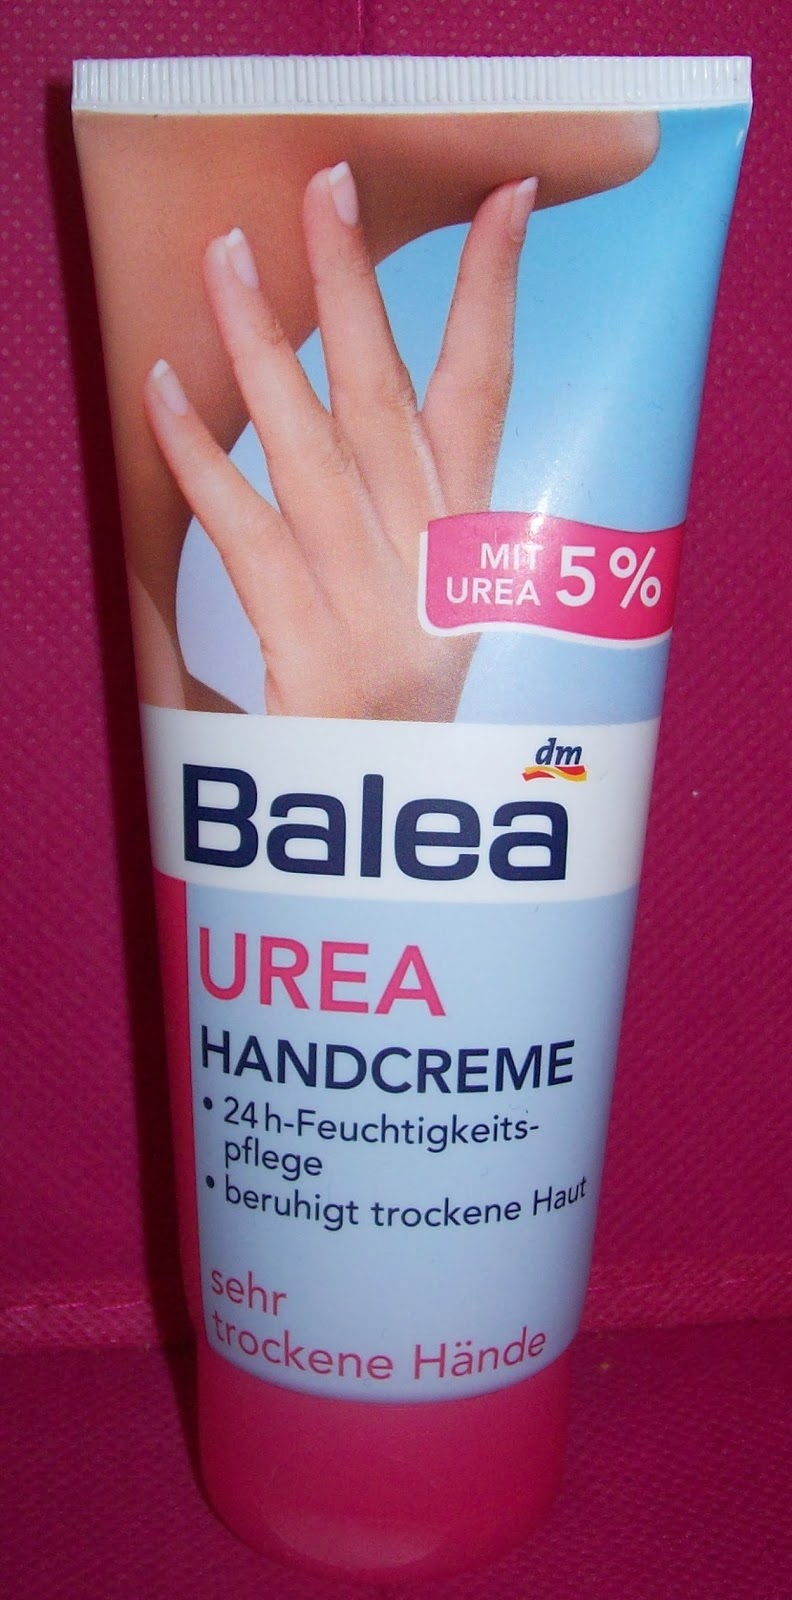 MIT
UREA 5%
dm
Balea
UREA
HANDCREME
• 24h-Feuchtigkeits-
pflege
• beruhigt trockene Haut
sehr
trockene Hände